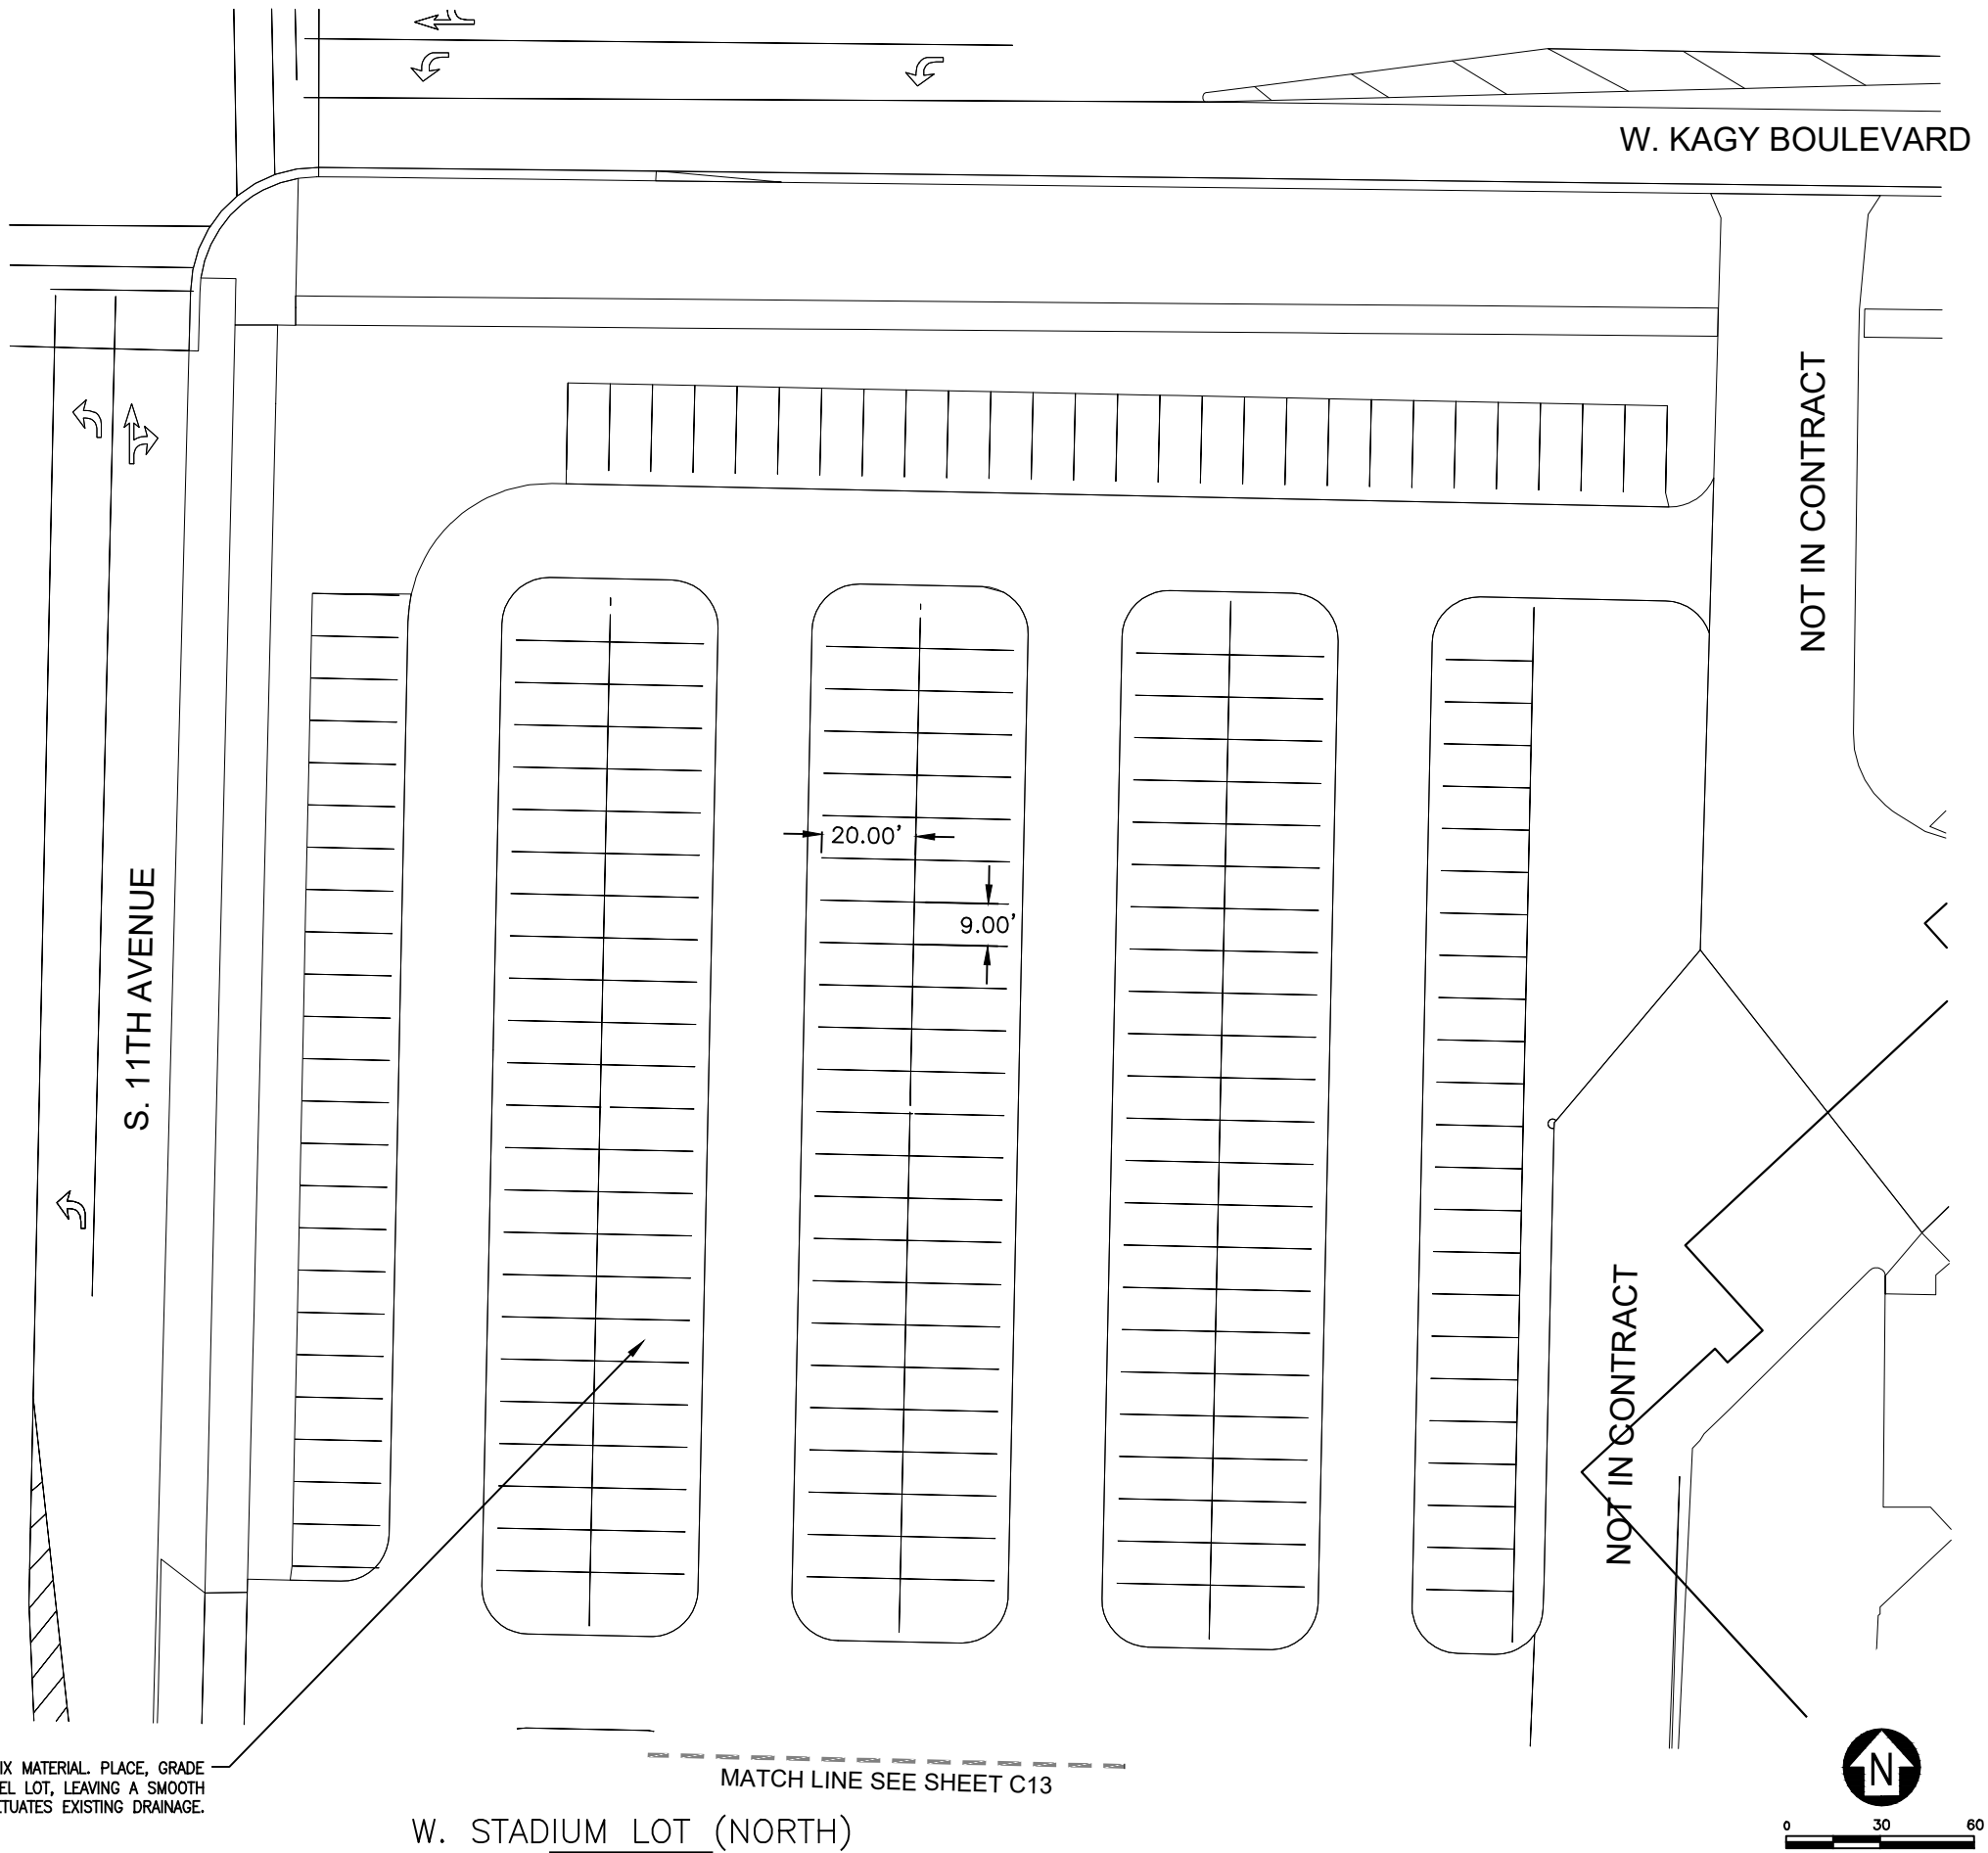 W. KAGY BOULEVARD
NOT IN CONTRACT
20.00'
9.00'
S. 11TH AVENUE
NOT IN CONTRACT
MATERIAL. PLACE, GRADE
LOT, LEAVING A SMOOTH
EXISTING DRAINAGE.
MATCH LINE SEE SHEET C13
W. STADIUM LOT (NORTH)
N
0 30 60